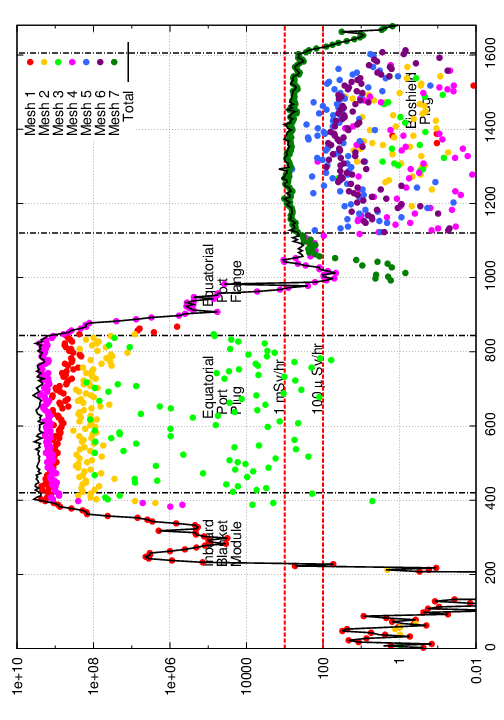 Mesh 1
Mesh 2
Mesh 3
Mesh 4
Mesh 5
Mesh 6
Mesh 7
Total
1e+10
1e+08
1e+06
10000
100
1
0.01
0
200
400
600
800
1000
1200
1400
1600
Inboard
Blanket
Module
Equatorial
Port
Plug
Equatorial
Port
Flange
Bioshield
Plug
1 mSv/hr
100 u Sv/hr